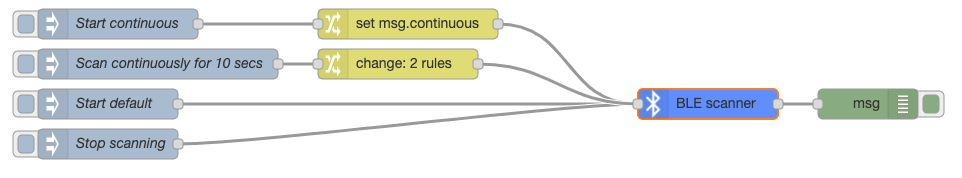 Start continuous
set msg.continuous
Scan continuously for 10 secs
change: 2 rules
Start default
BLE scanner
msg
Stop scanning